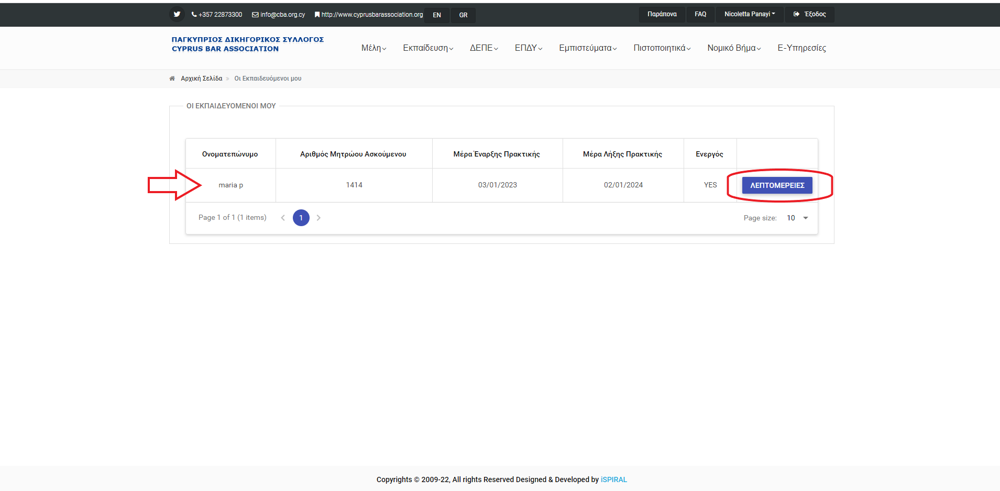 +357 22873300 info@cba.org.cy http://www.cyprusbarassociation.org EN GR Παράπονα FAQ Nicoletta Panayi Έξοδος
ΠΑΓΚΥΠΡΙΟΣ ΔΙΚΗΓΟΡΙΚΟΣ ΣΥΛΛΟΓΟΣ
CYPRUS BAR ASSOCIATION
Μέλη Εκπαίδευση ΔΕΠΕ ΕΠΔΥ Εμπιστεύματα Πιστοποιητικά Νομικό Βήμα Ε-Υπηρεσίες
Αρχική Σελίδα » Οι Εκπαιδευόμενοι μου
ΟΙ ΕΚΠΑΙΔΕΥΟΜΕΝΟΙ ΜΟΥ
Ονοματεπώνυμο Αριθμός Μητρώου Ασκούμενου Μέρα Έναρξης Πρακτικής Μέρα Λήξης Πρακτικής Ενεργός
maria p 1414 03/01/2023 02/01/2024 YES ΛΕΠΤΟΜΕΡΕΙΕΣ
Page 1 of 1 (1 items) 1 Page size: 10
Copyrights © 2009-22, All rights Reserved Designed & Developed by iSPIRAL